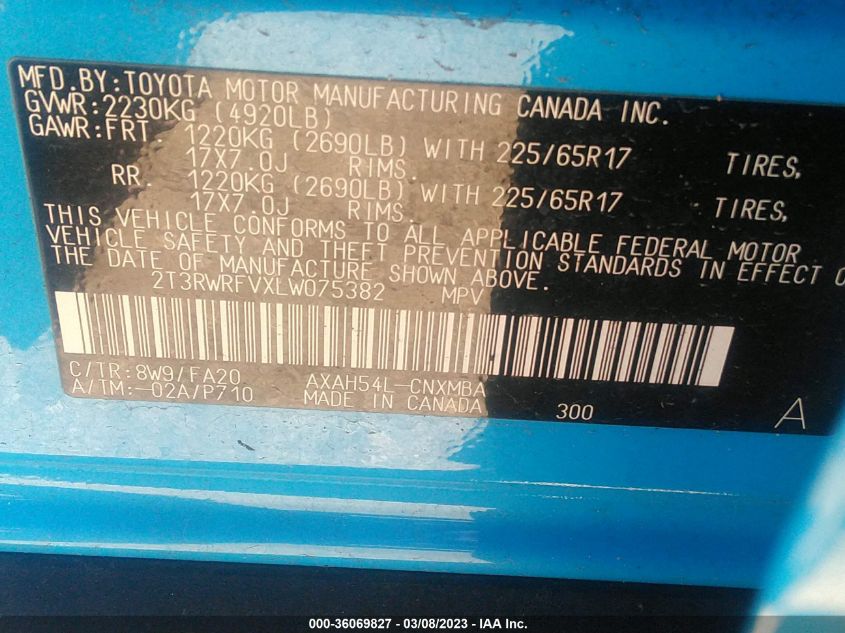 MFD.BY:TOYOTA MOTOR MANUFACTURING CANADA INC.
GVWR:2230KG (4920LB)
GAWR:FRT. 1220KG (2690LB) WITH 225/65R17 TIRES,
17X7.0J RIMS.
RR. 1220KG (2690LB) WITH 225/65R17 TIRES,
17X7.0J RIMS.
THIS VEHICLE CONFORMS TO ALL APPLICABLE FEDERAL MOTOR
VEHICLE SAFETY AND THEFT PREVENTION STANDARDS IN EFFECT O
THE DATE OF MANUFACTURE SHOWN ABOVE.
2T3RWRFVXLW075382 MPV
C/TR:8W9/FA20 AXAH54L-CNXMBA
A/TM:-02A/P710 MADE IN CANADA 300 A
000-36069827 - 03/08/2023 - IAA Inc.